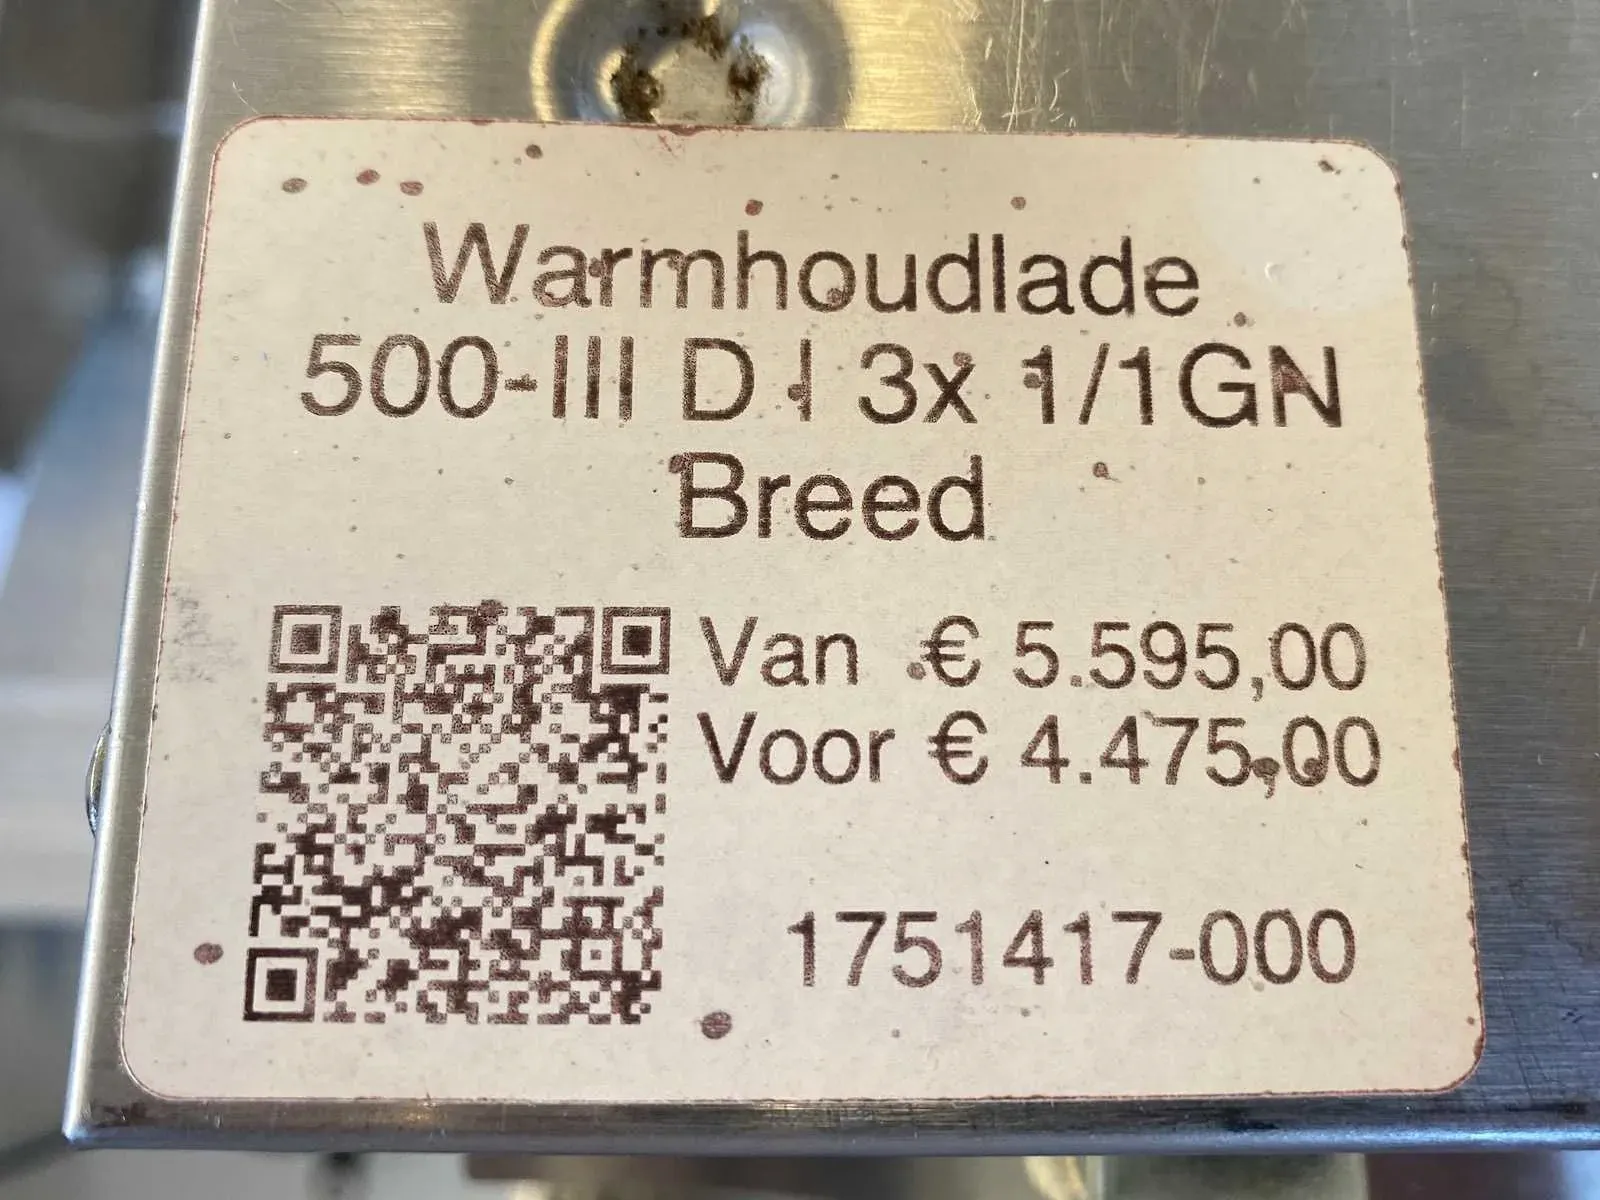 Warmhoudlade
500-III D | 3x 1/1GN
Breed
Van € 5.595,00
Voor € 4.475,00
1751417-000